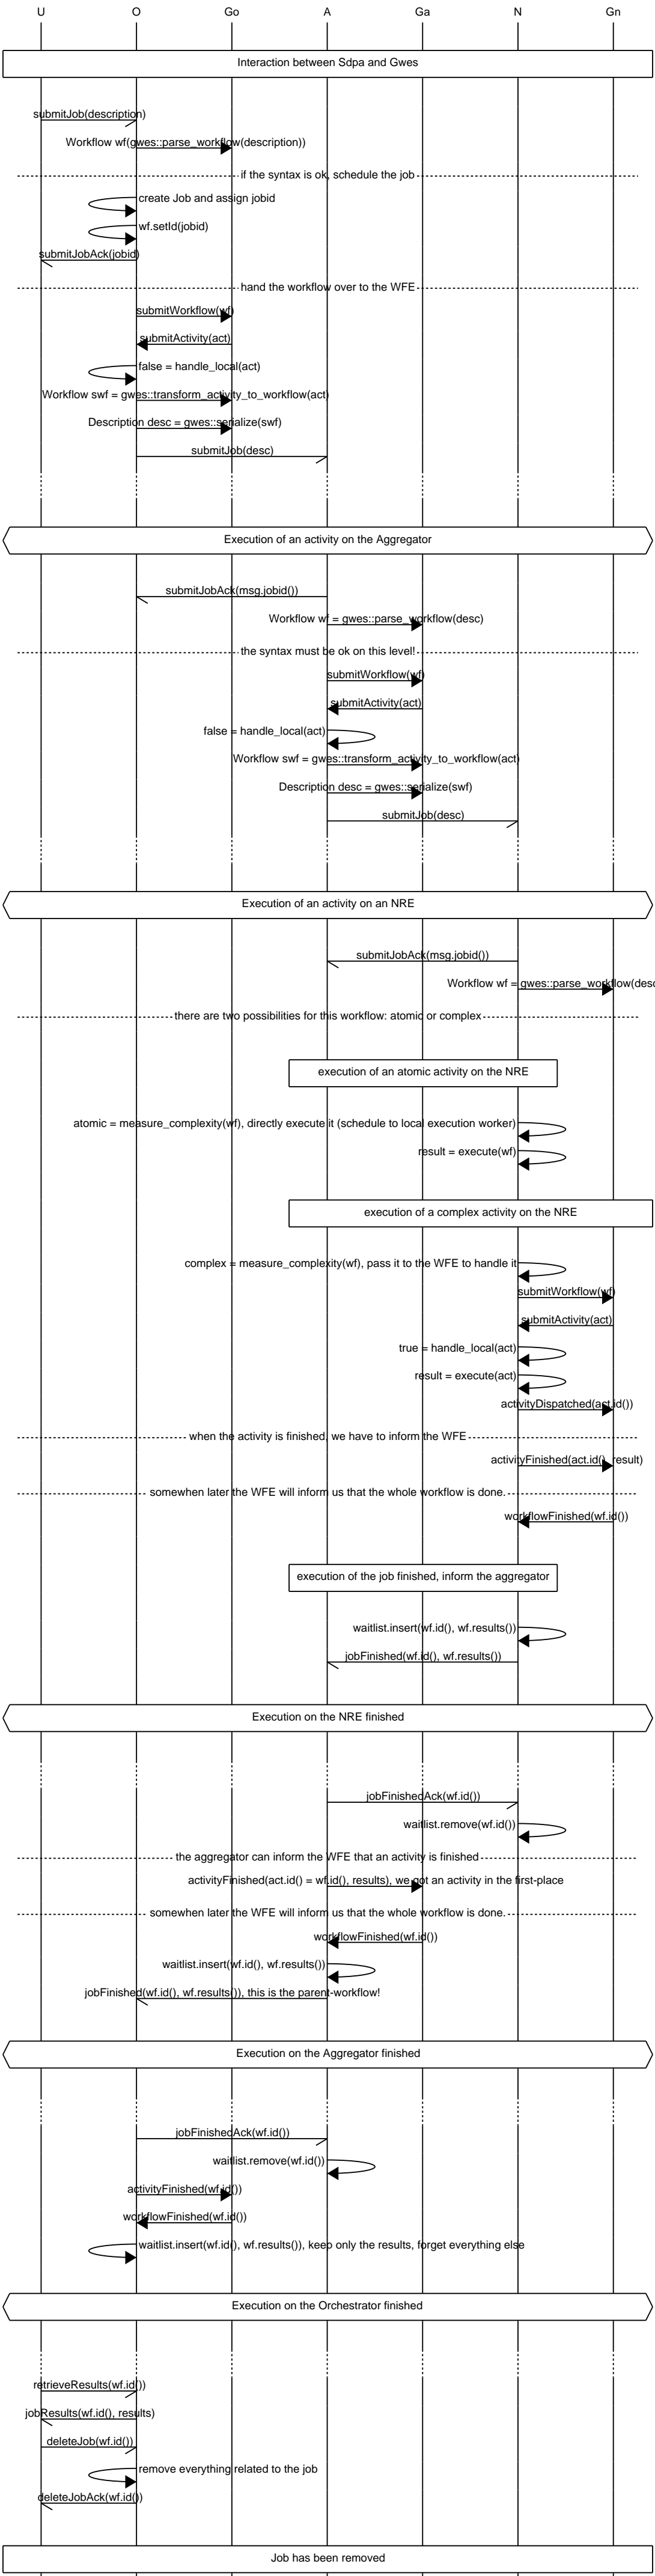 U O Go A Ga N Gn
Interaction between Sdpa and Gwes
submitJob(description)
Workflow wf(gwes::parse_workflow(description))
if the syntax is ok, schedule the job
create Job and assign jobid
wf.setId(jobid)
submitJobAck(jobid)
hand the workflow over to the WFE
submitWorkflow(wf)
submitActivity(act)
false = handle_local(act)
Workflow swf = gwes::transform_activity_to_workflow(act)
Description desc = gwes::serialize(swf)
submitJob(desc)
Execution of an activity on the Aggregator
submitJobAck(msg.jobid())
Workflow wf = gwes::parse_workflow(desc)
the syntax must be ok on this level!
submitWorkflow(wf)
submitActivity(act)
false = handle_local(act)
Workflow swf = gwes::transform_activity_to_workflow(act)
Description desc = gwes::serialize(swf)
submitJob(desc)
Execution of an activity on an NRE
submitJobAck(msg.jobid())
Workflow wf = gwes::parse_workflow(desc
there are two possibilities for this workflow: atomic or complex
execution of an atomic activity on the NRE
atomic = measure_complexity(wf), directly execute it (schedule to local execution worker)
result = execute(wf)
execution of a complex activity on the NRE
complex = measure_complexity(wf), pass it to the WFE to handle it
submitWorkflow(wf)
submitActivity(act)
true = handle_local(act)
result = execute(act)
activityDispatched(act.id())
when the activity is finished, we have to inform the WFE
activityFinished(act.id(), result)
somewhen later the WFE will inform us that the whole workflow is done.
workflowFinished(wf.id())
execution of the job finished, inform the aggregator
waitlist.insert(wf.id(), wf.results())
jobFinished(wf.id(), wf.results())
Execution on the NRE finished
jobFinishedAck(wf.id())
waitlist.remove(wf.id())
the aggregator can inform the WFE that an activity is finished
activityFinished(act.id() = wf.id(), results), we got an activity in the first-place
somewhen later the WFE will inform us that the whole workflow is done.
workflowFinished(wf.id())
waitlist.insert(wf.id(), wf.results())
jobFinished(wf.id(), wf.results()), this is the parent-workflow!
Execution on the Aggregator finished
jobFinishedAck(wf.id())
waitlist.remove(wf.id())
activityFinished(wf.id())
workflowFinished(wf.id())
waitlist.insert(wf.id(), wf.results()), keep only the results, forget everything else
Execution on the Orchestrator finished
retrieveResults(wf.id())
jobResults(wf.id(), results)
deleteJob(wf.id())
remove everything related to the job
deleteJobAck(wf.id())
Job has been removed